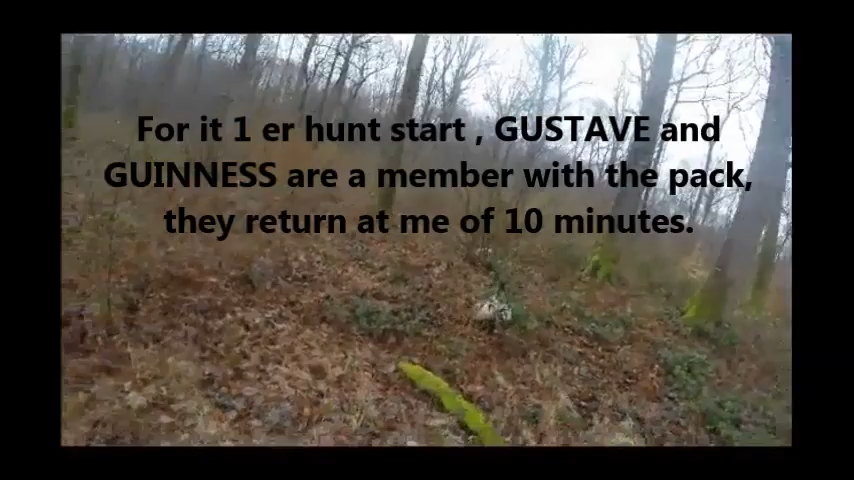 For it 1 er hunt start , GUSTAVE and
GUINNESS are a member with the pack,
they return at me of 10 minutes.